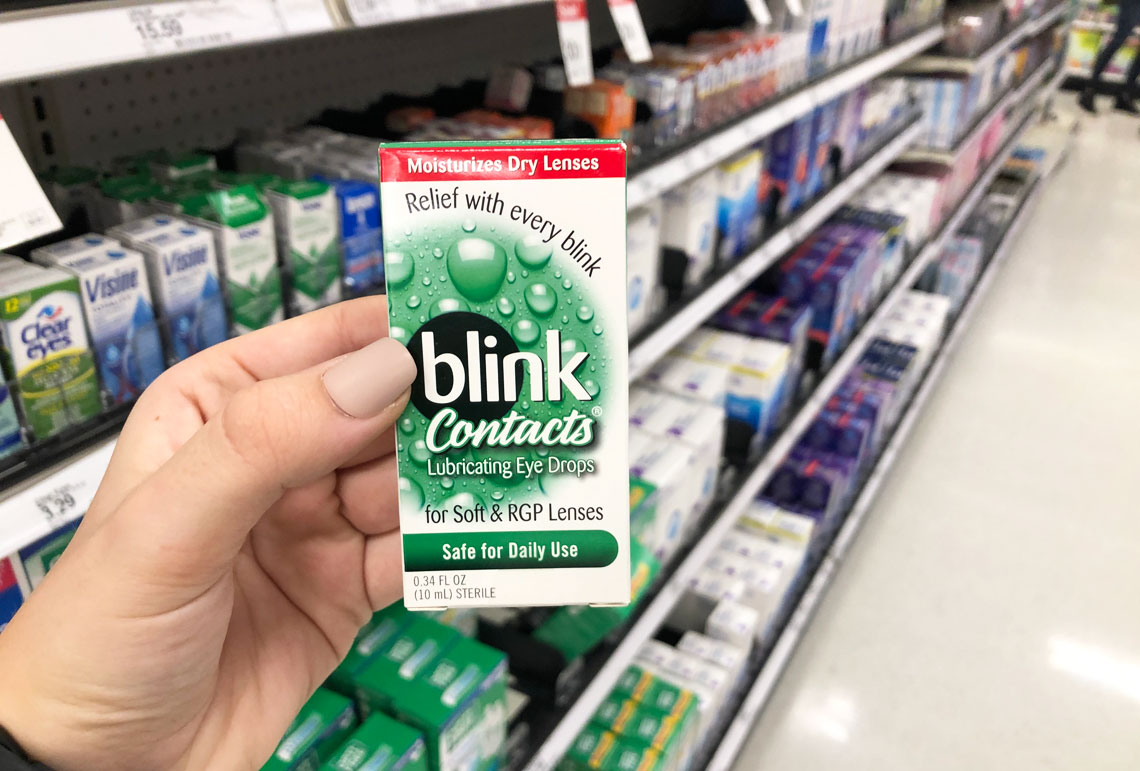 15.59
Moisturizes Dry Lenses
Relief with every blink
blink
Contacts®
Lubricating Eye Drops
for Soft & RGP Lenses
Safe for Daily Use
0.34 FL OZ
(10 mL) STERILE
12
Clear
eyes
Visine
Visine
9.29